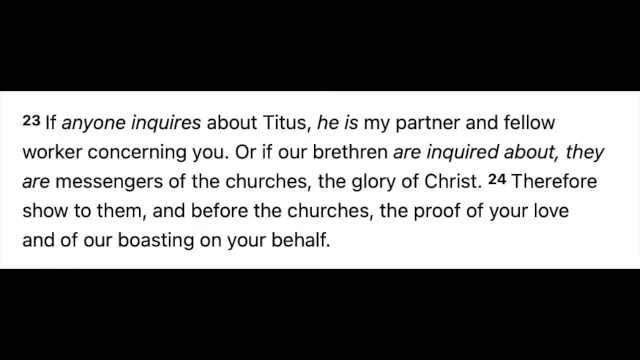 23 If anyone inquires about Titus, he is my partner and fellow
worker concerning you. Or if our brethren are inquired about, they
are messengers of the churches, the glory of Christ. 24 Therefore
show to them, and before the churches, the proof of your love
and of our boasting on your behalf.